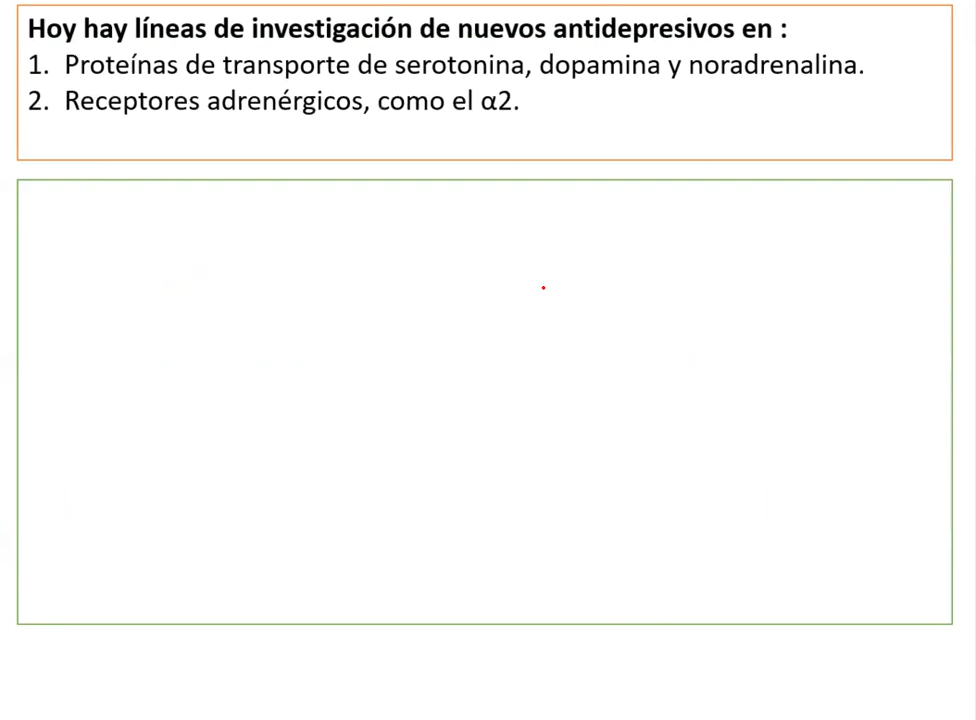 Hoy hay líneas de investigación de nuevos antidepresivos en :
1. Proteínas de transporte de serotonina, dopamina y noradrenalina.
2. Receptores adrenérgicos, como el α2.